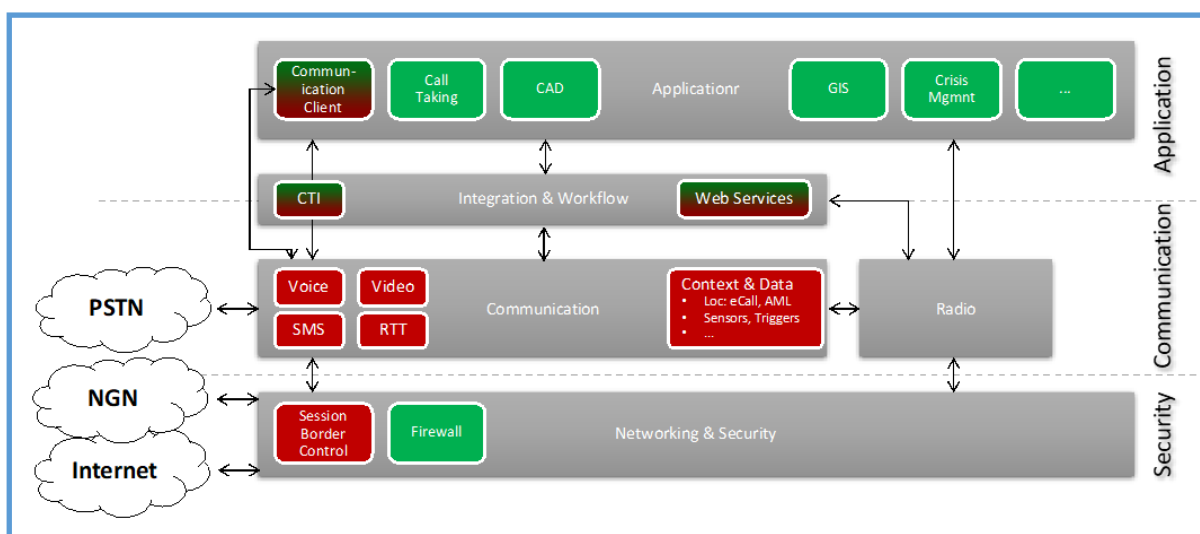 Commun-
ication
Client
Call
Taking
CAD
Applicationr
GIS
Crisis
Mgmnt
...
Application
CTI
Integration & Workflow
Web Services
Voice
Video
SMS
RTT
Communication
Context & Data
• Loc: eCall, AML
• Sensors, Triggers
• ...
Radio
Communication
PSTN
NGN
Internet
Session
Border
Control
Firewall
Networking & Security
Security